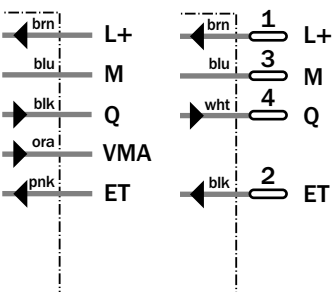 brn L+
blu M
blk Q
ora VMA
pnk ET
brn 1 L+
blu 3 M
wht 4 Q
blk 2 ET